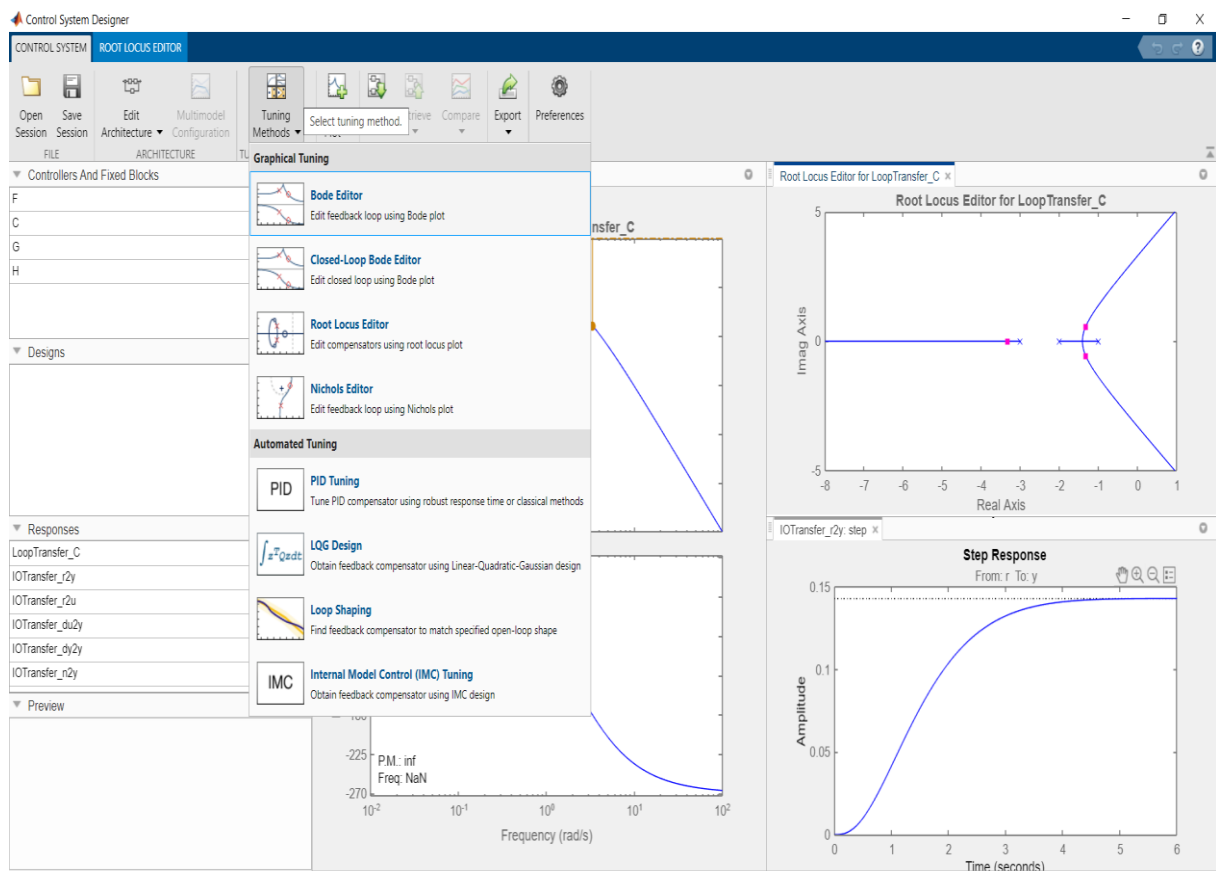 Control System Designer
CONTROL SYSTEM
ROOT LOCUS EDITOR
Open Session
Save Session
Edit Architecture
Multimodel Configuration
Tuning Methods
Select tuning method.
Compare
Export
Preferences
FILE
ARCHITECTURE
Controllers And Fixed Blocks
F
C
G
H
Designs
Responses
LoopTransfer_C
IOTransfer_r2y
IOTransfer_r2u
IOTransfer_du2y
IOTransfer_dy2y
IOTransfer_n2y
Preview
Graphical Tuning
Bode Editor
Edit feedback loop using Bode plot
Closed-Loop Bode Editor
Edit closed loop using Bode plot
Root Locus Editor
Edit compensators using root locus plot
Nichols Editor
Edit feedback loop using Nichols plot
Automated Tuning
PID
PID Tuning
Tune PID compensator using robust response time or classical methods
∫xᵀQxdt
LQG Design
Obtain feedback compensator using Linear-Quadratic-Gaussian design
Loop Shaping
Find feedback compensator to match specified open-loop shape
IMC
Internal Model Control (IMC) Tuning
Obtain feedback compensator using IMC design
nsfer_C
-225
-270
P.M.: inf
Freq: NaN
10^-2
10^-1
10^0
10^1
10^2
Frequency (rad/s)
Root Locus Editor for LoopTransfer_C
Root Locus Editor for LoopTransfer_C
5
0
-5
Imag Axis
-8
-7
-6
-5
-4
-3
-2
-1
0
1
Real Axis
IOTransfer_r2y: step
Step Response
From: r To: y
0.15
0.1
0.05
0
Amplitude
0
1
2
3
4
5
6
Time (seconds)